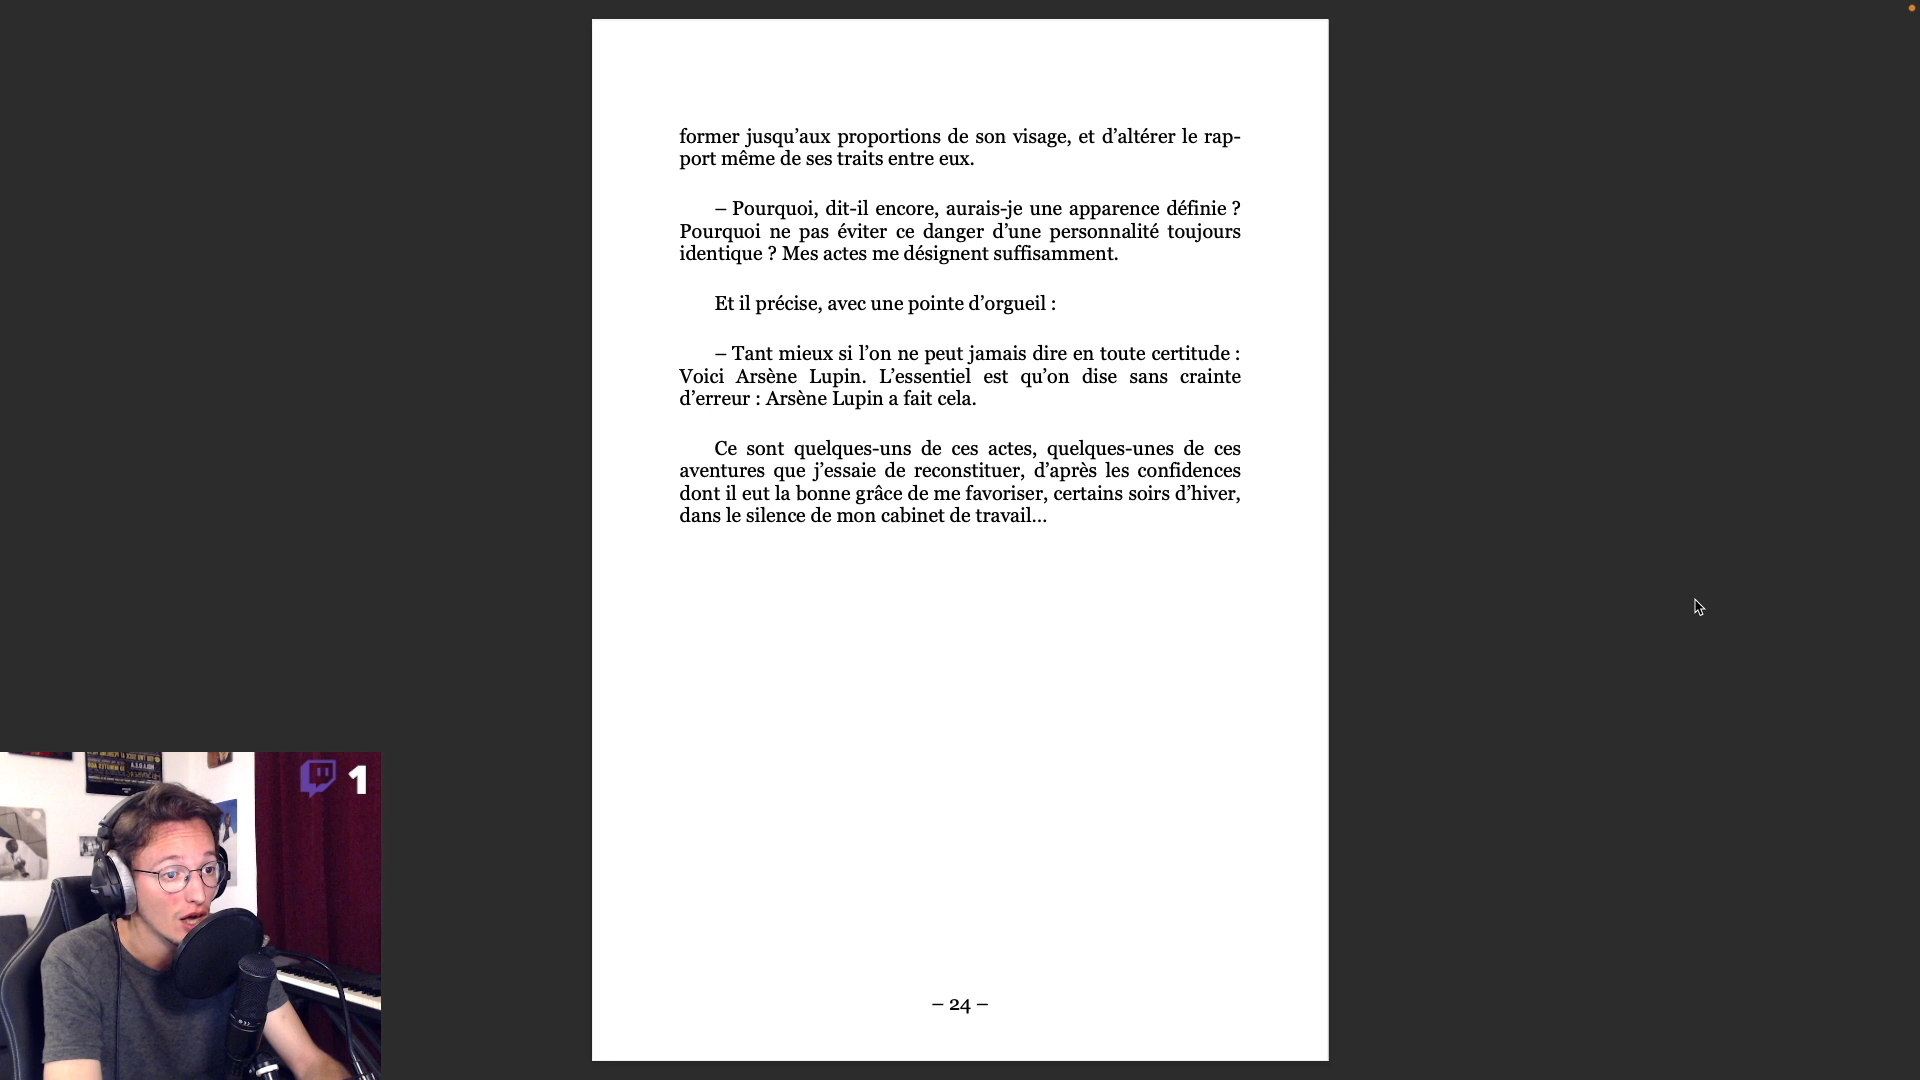 former jusqu’aux proportions de son visage, et d’altérer le rap-
port même de ses traits entre eux.
– Pourquoi, dit-il encore, aurais-je une apparence définie ?
Pourquoi ne pas éviter ce danger d’une personnalité toujours
identique ? Mes actes me désignent suffisamment.
Et il précise, avec une pointe d’orgueil :
– Tant mieux si l’on ne peut jamais dire en toute certitude :
Voici Arsène Lupin. L’essentiel est qu’on dise sans crainte
d’erreur : Arsène Lupin a fait cela.
Ce sont quelques-uns de ces actes, quelques-unes de ces
aventures que j’essaie de reconstituer, d’après les confidences
dont il eut la bonne grâce de me favoriser, certains soirs d’hiver,
dans le silence de mon cabinet de travail…
– 24 –
1